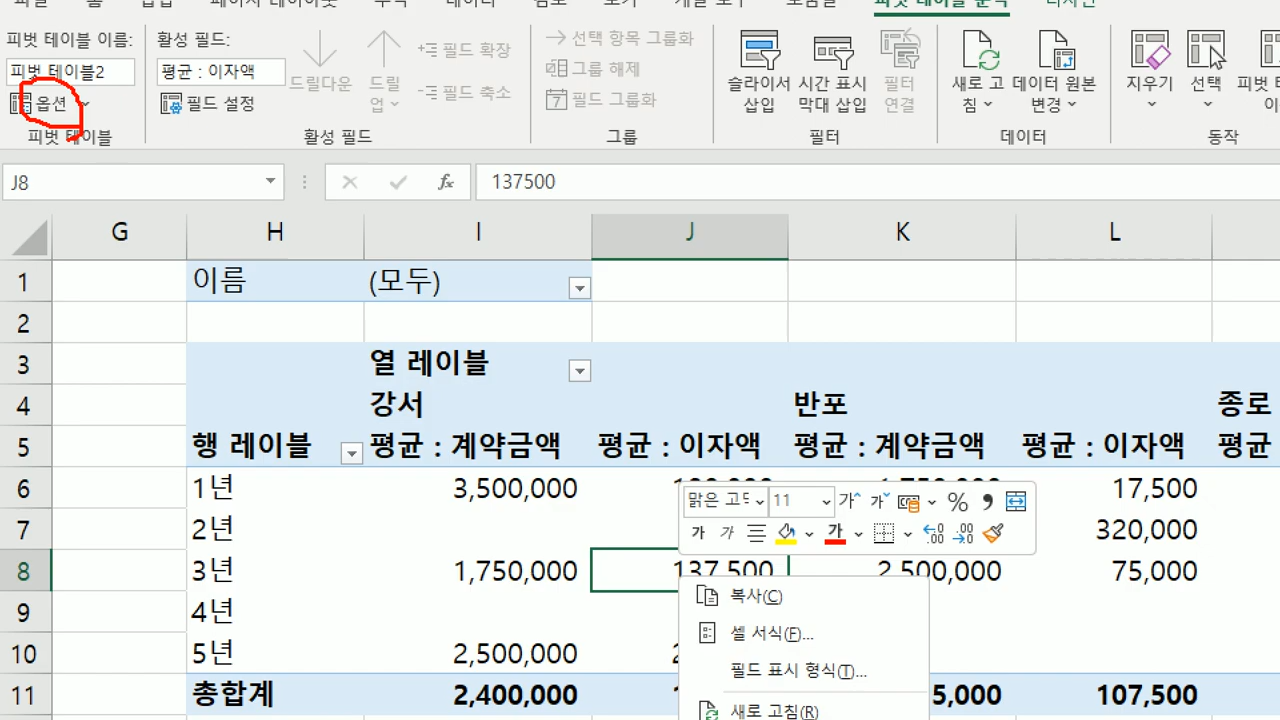 피벗 테이블 분석
피벗 테이블 이름:
피벗 테이블2
옵션
피벗 테이블
활성 필드:
평균 : 이자액
필드 설정
드릴다운
드릴
업
필드 확장
필드 축소
활성 필드
선택 항목 그룹화
그룹 해제
필드 그룹화
그룹
슬라이서
삽입
시간 표시
막대 삽입
필터
연결
필터
새로 고
침
데이터 원본
변경
데이터
지우기
선택
피벗 테
이
동작
J8
fx
137500
G H I J K L
1 이름 (모두)
2
3 열 레이블
4 강서 반포 종로
5 행 레이블 평균 : 계약금액 평균 : 이자액 평균 : 계약금액 평균 : 이자액 평균
6 1년 3,500,000 17,500
7 2년 320,000
8 3년 1,750,000 137,500 2,500,000 75,000
9 4년
10 5년 2,500,000
11 총합계 2,400,000 5,000 107,500
맑은 고딕 11 가 가 %
가 가 가
복사(C)
셀 서식(F)...
필드 표시 형식(T)...
새로 고침(R)